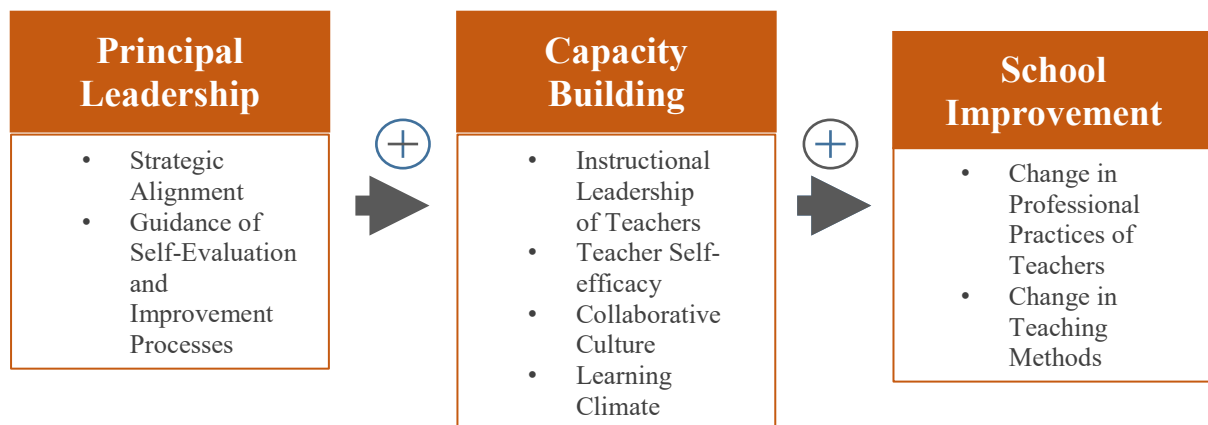 Principal
Leadership
• Strategic
Alignment
• Guidance of
Self-Evaluation
and
Improvement
Processes
Capacity
Building
• Instructional
Leadership
of Teachers
• Teacher Self-
efficacy
• Collaborative
Culture
• Learning
Climate
School
Improvement
• Change in
Professional
Practices of
Teachers
• Change in
Teaching
Methods